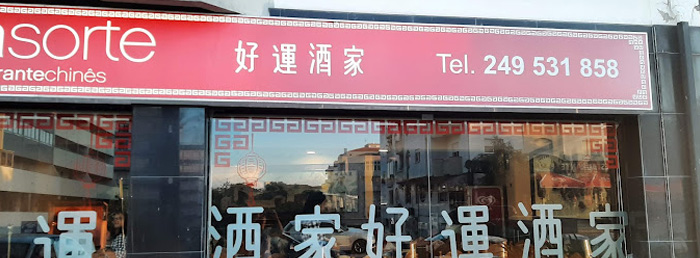 asorte
rantechinês
好運酒家
Tel. 249 531 858
運酒家好運酒家